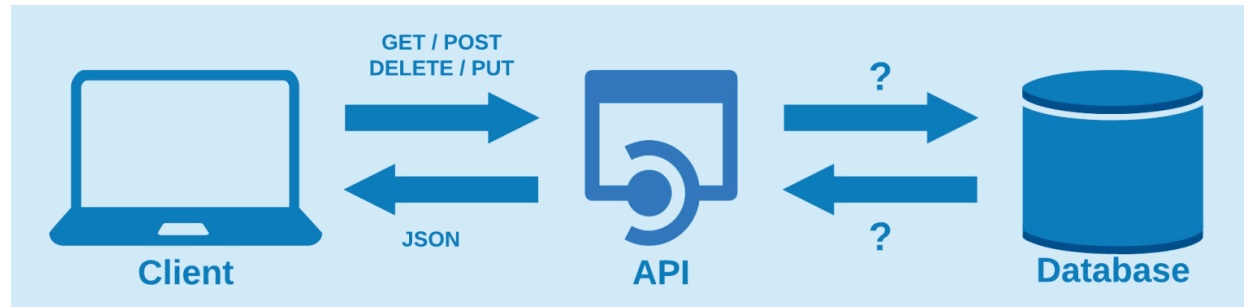 GET / POST
DELETE / PUT
?
JSON
?
Client
API
Database